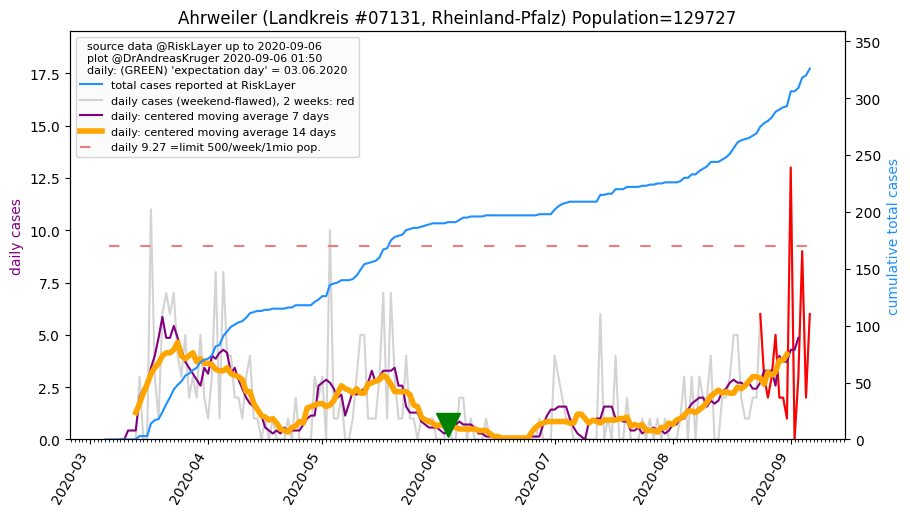 Ahrweiler (Landkreis #07131, Rheinland-Pfalz) Population=129727
source data @RiskLayer up to 2020-09-06
plot @DrAndreasKruger 2020-09-06 01:50
daily: (GREEN) 'expectation day' = 03.06.2020
total cases reported at RiskLayer
daily cases (weekend-flawed), 2 weeks: red
daily: centered moving average 7 days
daily: centered moving average 14 days
daily 9.27 =limit 500/week/1mio pop.
daily cases
17.5
15.0
12.5
10.0
7.5
5.0
2.5
0.0
350
300
250
200
150
100
50
0
cumulative total cases
2020-03
2020-04
2020-05
2020-06
2020-07
2020-08
2020-09